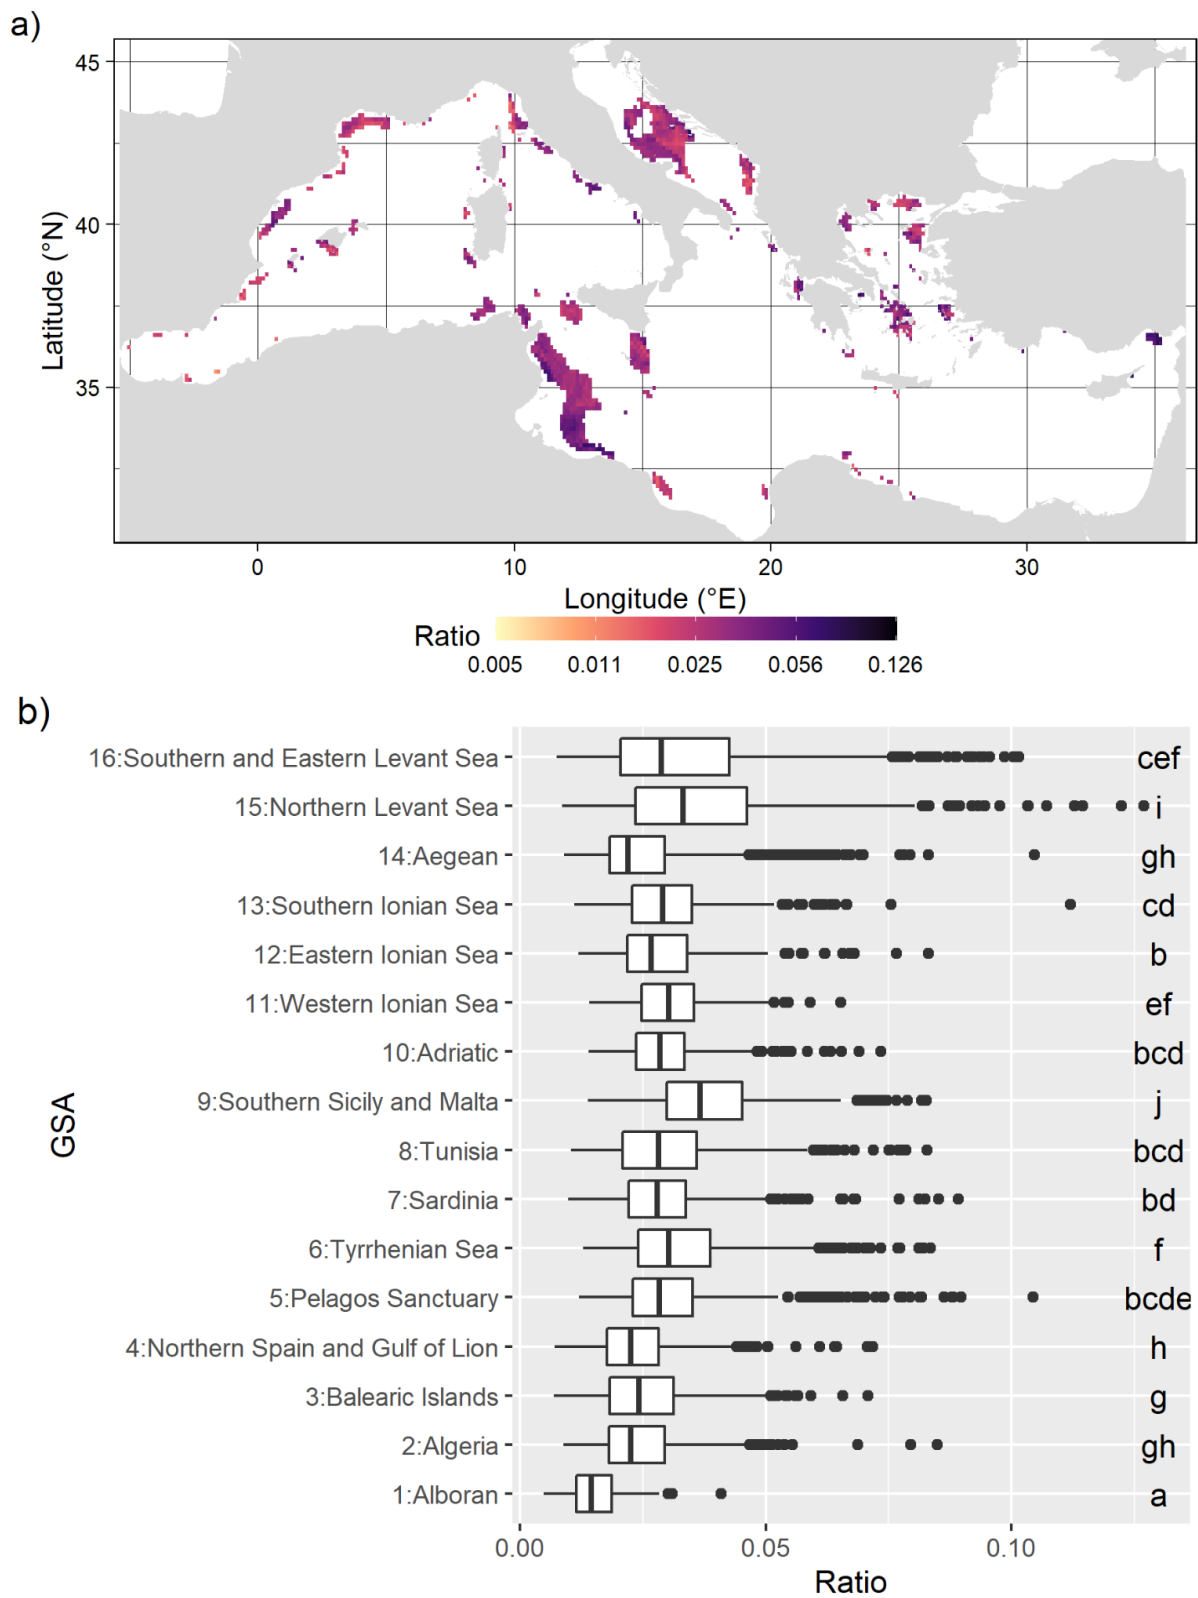 a)
45
40
35
Latitude (°N)
0 10 20 30
Longitude (°E)
Ratio
0.005 0.011 0.025 0.056 0.126
b)
GSA
16:Southern and Eastern Levant Sea cef
15:Northern Levant Sea i
14:Aegean gh
13:Southern Ionian Sea cd
12:Eastern Ionian Sea b
11:Western Ionian Sea ef
10:Adriatic bcd
9:Southern Sicily and Malta j
8:Tunisia bcd
7:Sardinia bd
6:Tyrrhenian Sea f
5:Pelagos Sanctuary bcde
4:Northern Spain and Gulf of Lion h
3:Balearic Islands g
2:Algeria gh
1:Alboran a
0.00 0.05 0.10
Ratio